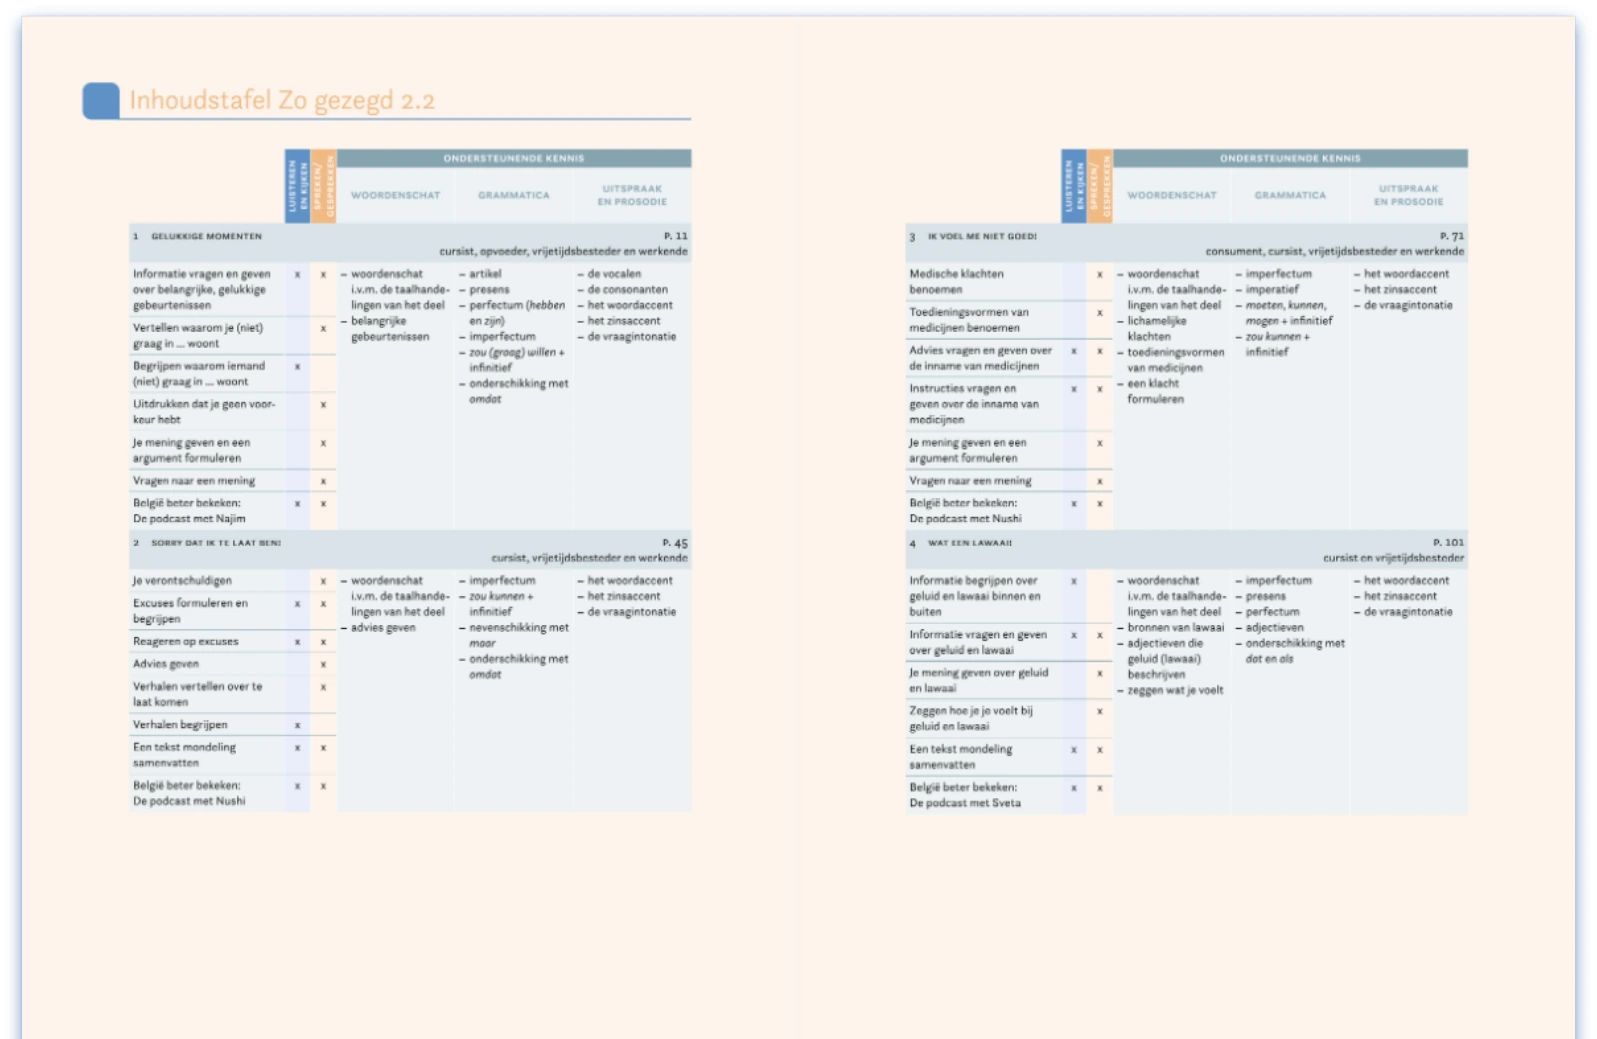 Inhoudstafel Zo gezegd 2.2
LUISTEREN
EN KIJKEN
SPREKEN/
GESPREKKEN
ONDERSTEUNENDE KENNIS
WOORDENSCHAT
GRAMMATICA
UITSPRAAK
EN PROSODIE
1 GELUKKIGE MOMENTEN P. 11
cursist, opvoeder, vrijetijdsbesteder en werkende
Informatie vragen en geven
over belangrijke, gelukkige
gebeurtenissen
x x
Vertellen waarom je (niet)
graag in ... woont
x
Begrijpen waarom iemand
(niet) graag in ... woont
x
Uitdrukken dat je geen voor-
keur hebt
x
Je mening geven en een
argument formuleren
x
Vragen naar een mening
x
België beter bekeken:
De podcast met Najim
x x
– woordenschat
i.v.m. de taalhande-
lingen van het deel
– belangrijke
gebeurtenissen
– artikel
– presens
– perfectum (hebben
en zijn)
– imperfectum
– zou (graag) willen +
infinitief
– onderschikking met
omdat
– de vocalen
– de consonanten
– het woordaccent
– het zinsaccent
– de vraagintonatie
2 SORRY DAT IK TE LAAT BEN! P. 45
cursist, vrijetijdsbesteder en werkende
Je verontschuldigen
x
Excuses formuleren en
begrijpen
x x
Reageren op excuses
x x
Advies geven
x
Verhalen vertellen over te
laat komen
x
Verhalen begrijpen
x
Een tekst mondeling
samenvatten
x x
België beter bekeken:
De podcast met Nushi
x x
– woordenschat
i.v.m. de taalhande-
lingen van het deel
– advies geven
– imperfectum
– zou kunnen +
infinitief
– nevenschikking met
maar
– onderschikking met
omdat
– het woordaccent
– het zinsaccent
– de vraagintonatie
LUISTEREN
EN KIJKEN
SPREKEN/
GESPREKKEN
ONDERSTEUNENDE KENNIS
WOORDENSCHAT
GRAMMATICA
UITSPRAAK
EN PROSODIE
3 IK VOEL ME NIET GOED! P. 71
consument, cursist, vrijetijdsbesteder en werkende
Medische klachten
benoemen
x
Toedieningsvormen van
medicijnen benoemen
x
Advies vragen en geven over
de inname van medicijnen
x x
Instructies vragen en
geven over de inname van
medicijnen
x x
Je mening geven en een
argument formuleren
x
Vragen naar een mening
x
België beter bekeken:
De podcast met Nushi
x x
– woordenschat
i.v.m. de taalhande-
lingen van het deel
– lichamelijke
klachten
– toedieningsvormen
van medicijnen
– een klacht
formuleren
– imperfectum
– imperatief
– moeten, kunnen,
mogen + infinitief
– zou kunnen +
infinitief
– het woordaccent
– het zinsaccent
– de vraagintonatie
4 WAT EEN LAWAAI! P. 101
cursist en vrijetijdsbesteder
Informatie begrijpen over
geluid en lawaai binnen en
buiten
x
Informatie vragen en geven
over geluid en lawaai
x x
Je mening geven over geluid
en lawaai
x
Zeggen hoe je je voelt bij
geluid en lawaai
x
Een tekst mondeling
samenvatten
x x
België beter bekeken:
De podcast met Sveta
x x
– woordenschat
i.v.m. de taalhande-
lingen van het deel
– bronnen van lawaai
– adjectieven die
geluid (lawaai)
beschrijven
– zeggen wat je voelt
– imperfectum
– presens
– perfectum
– adjectieven
– onderschikking met
dat en als
– het woordaccent
– het zinsaccent
– de vraagintonatie